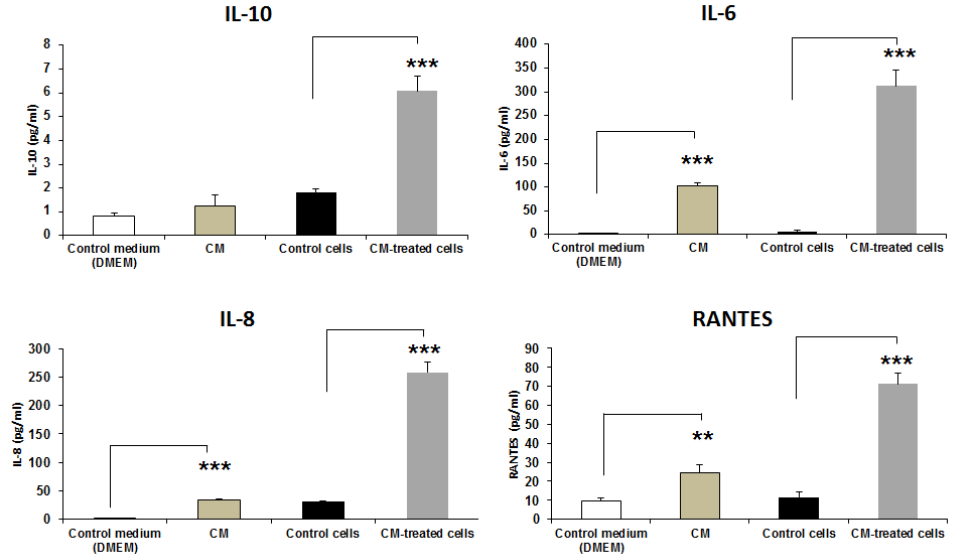 IL-10
IL-10 (pg/ml)
8
7
6
5
4
3
2
1
0
***
Control medium
(DMEM)
CM
Control cells
CM-treated cells
IL-6
IL-6 (pg/ml)
400
350
300
250
200
150
100
50
0
***
***
Control medium
(DMEM)
CM
Control cells
CM-treated cells
IL-8
IL-8 (pg/ml)
300
250
200
150
100
50
0
***
***
Control medium
(DMEM)
CM
Control cells
CM-treated cells
RANTES
RANTES (pg/ml)
90
80
70
60
50
40
30
20
10
0
**
***
Control medium
(DMEM)
CM
Control cells
CM-treated cells